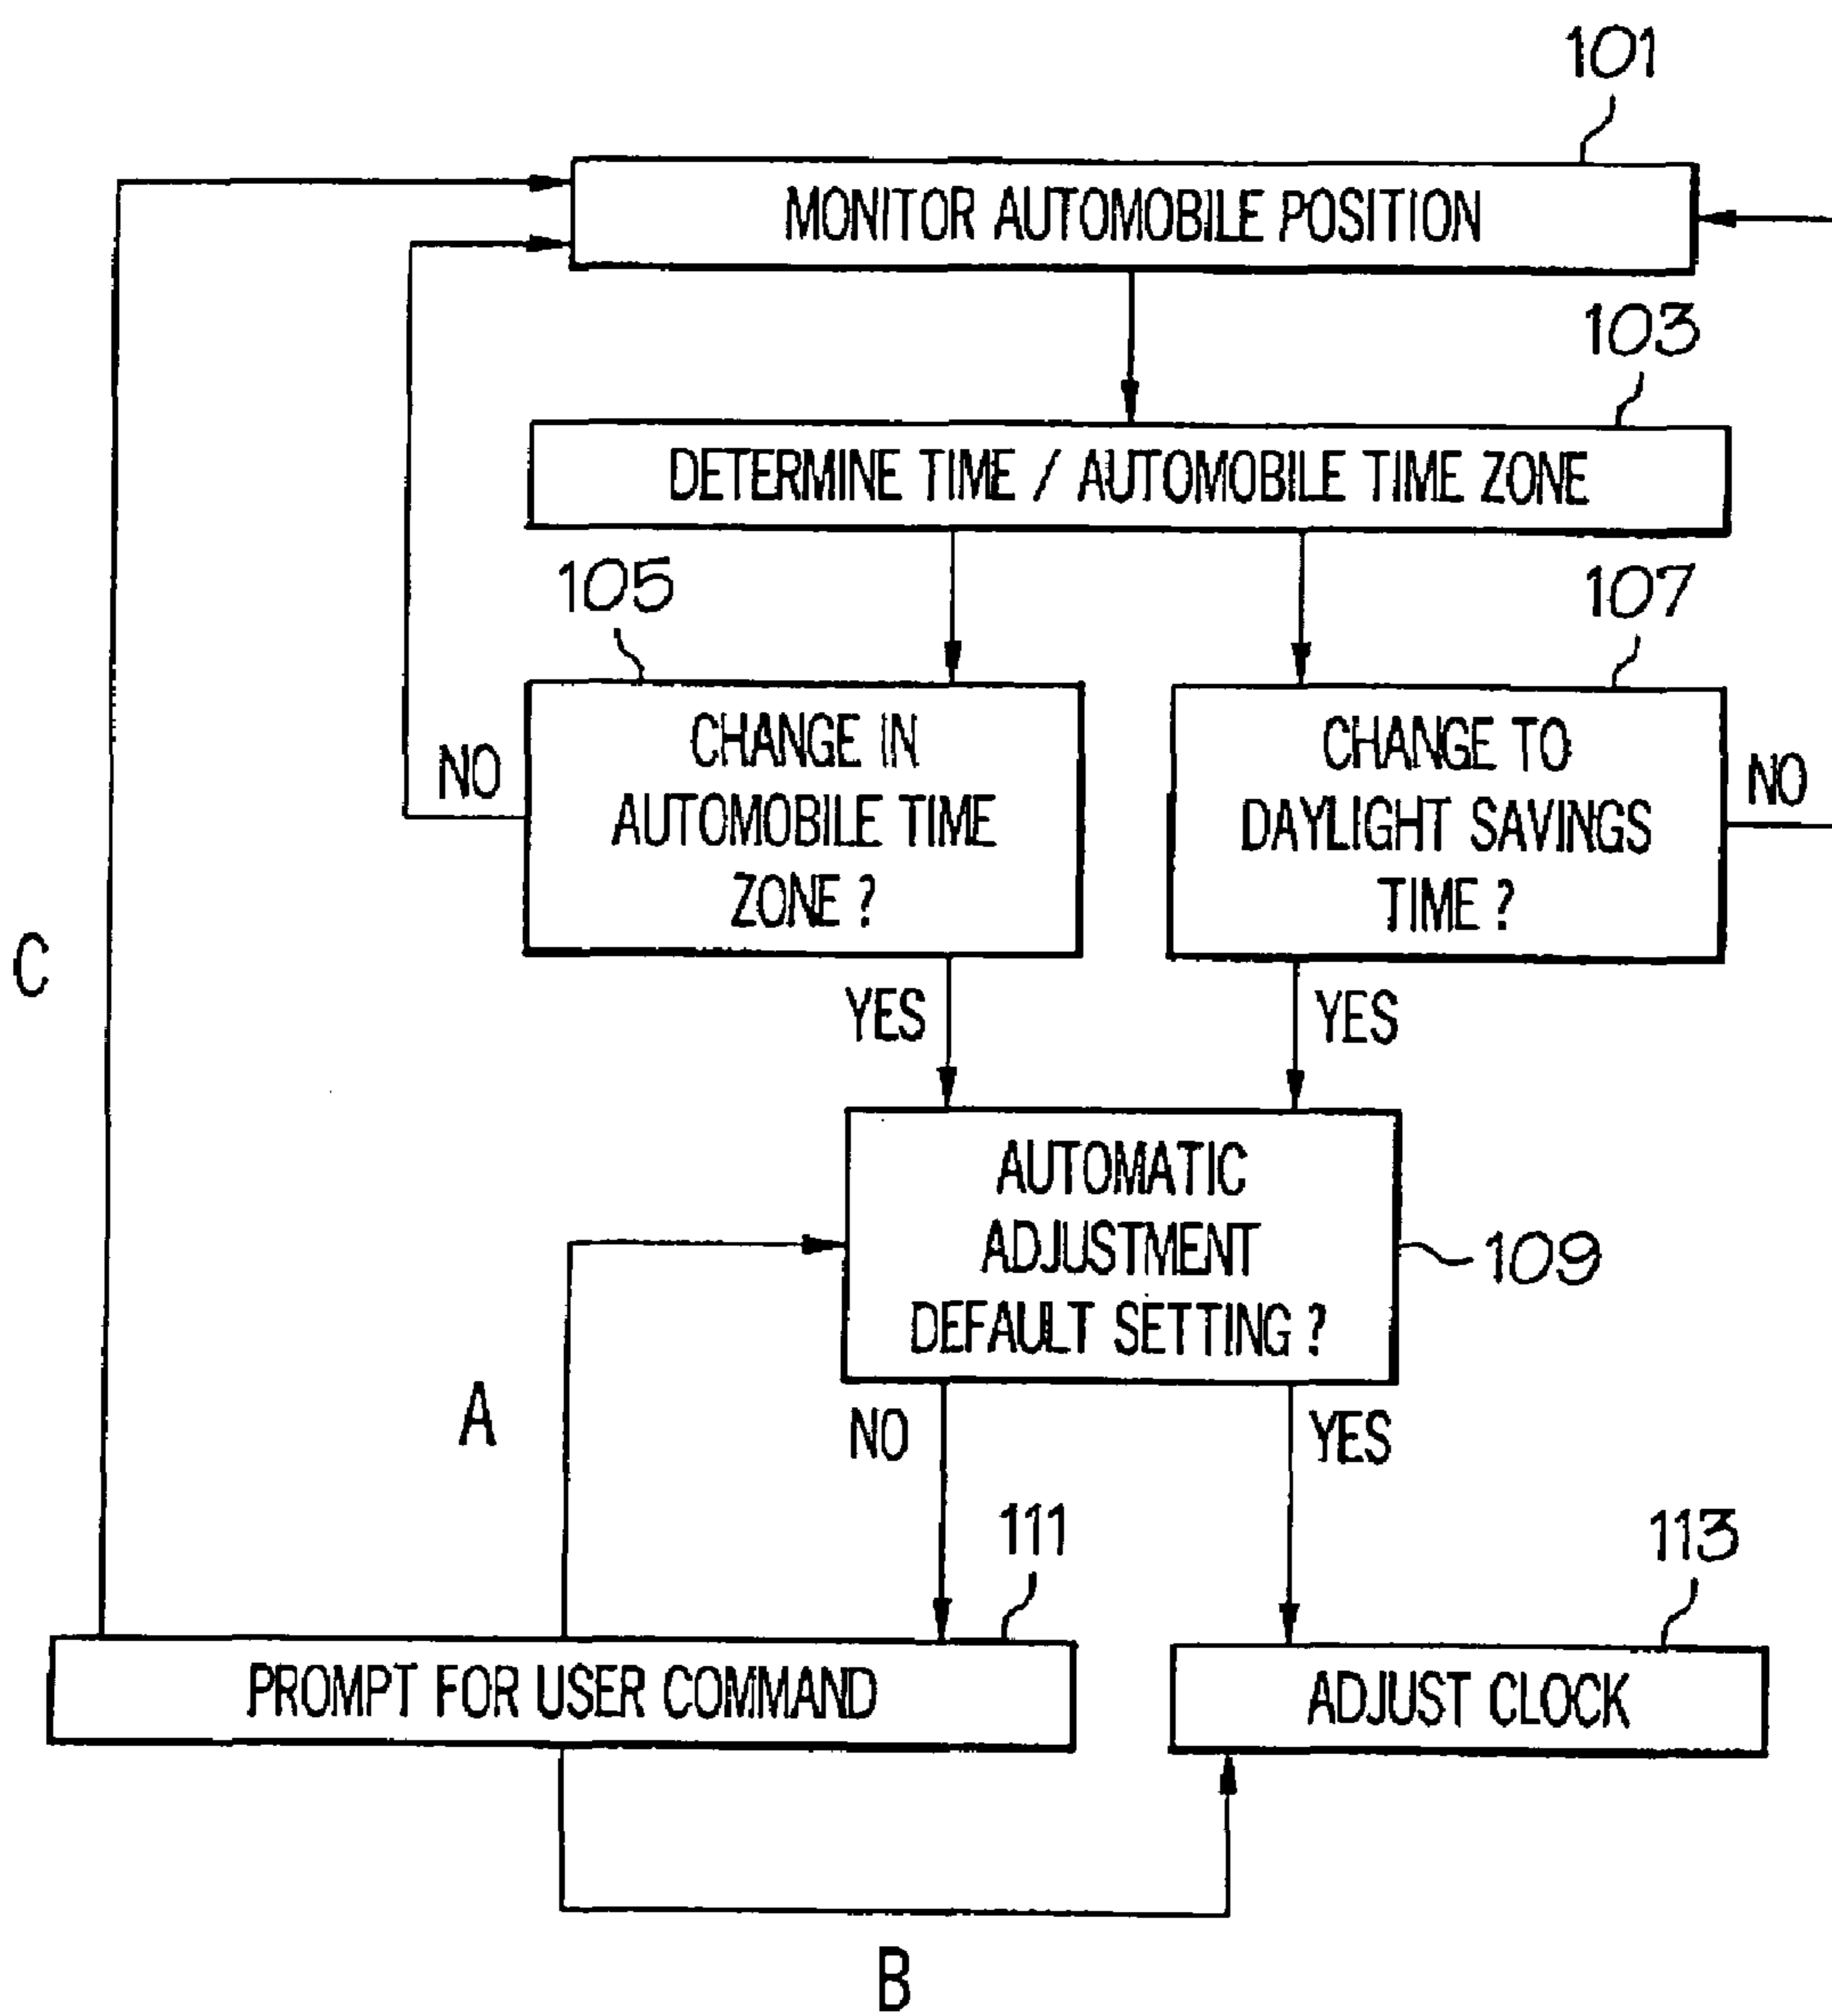 101
MONITOR AUTOMOBILE POSITION
103
DETERMINE TIME / AUTOMOBILE TIME ZONE
105
107
CHANGE IN
AUTOMOBILE TIME
ZONE ?
NO
CHANGE TO
DAYLIGHT SAVINGS
TIME ?
NO
C
YES
YES
AUTOMATIC
ADJUSTMENT
DEFAULT SETTING ?
109
A
NO
YES
111
113
PROMPT FOR USER COMMAND
ADJUST CLOCK
B